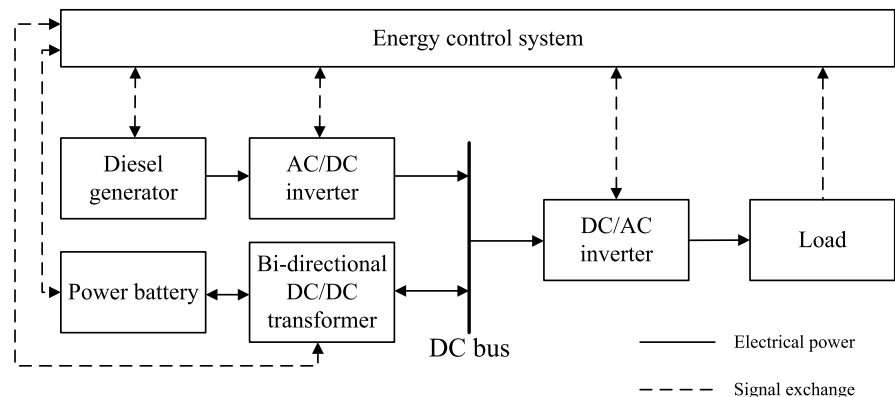 Energy control system
Diesel
generator
AC/DC
inverter
DC/AC
inverter
Load
Power battery
Bi-directional
DC/DC
transformer
DC bus
Electrical power
Signal exchange